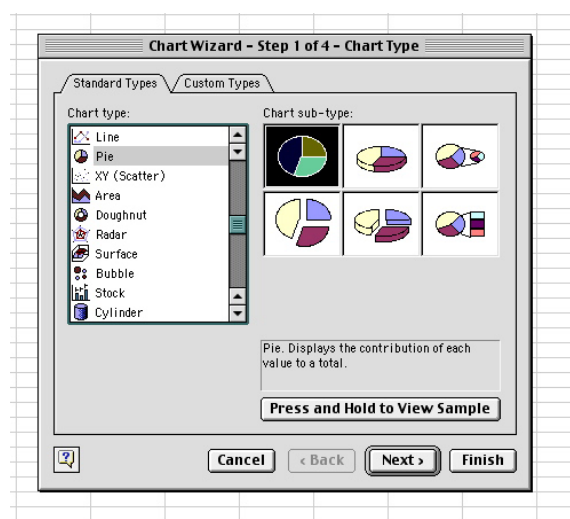 Chart Wizard – Step 1 of 4 – Chart Type
Standard Types Custom Types
Chart type:
Line
Pie
XY (Scatter)
Area
Doughnut
Radar
Surface
Bubble
Stock
Cylinder
Chart sub-type:
Pie. Displays the contribution of each
value to a total.
Press and Hold to View Sample
Cancel ‹ Back Next › Finish